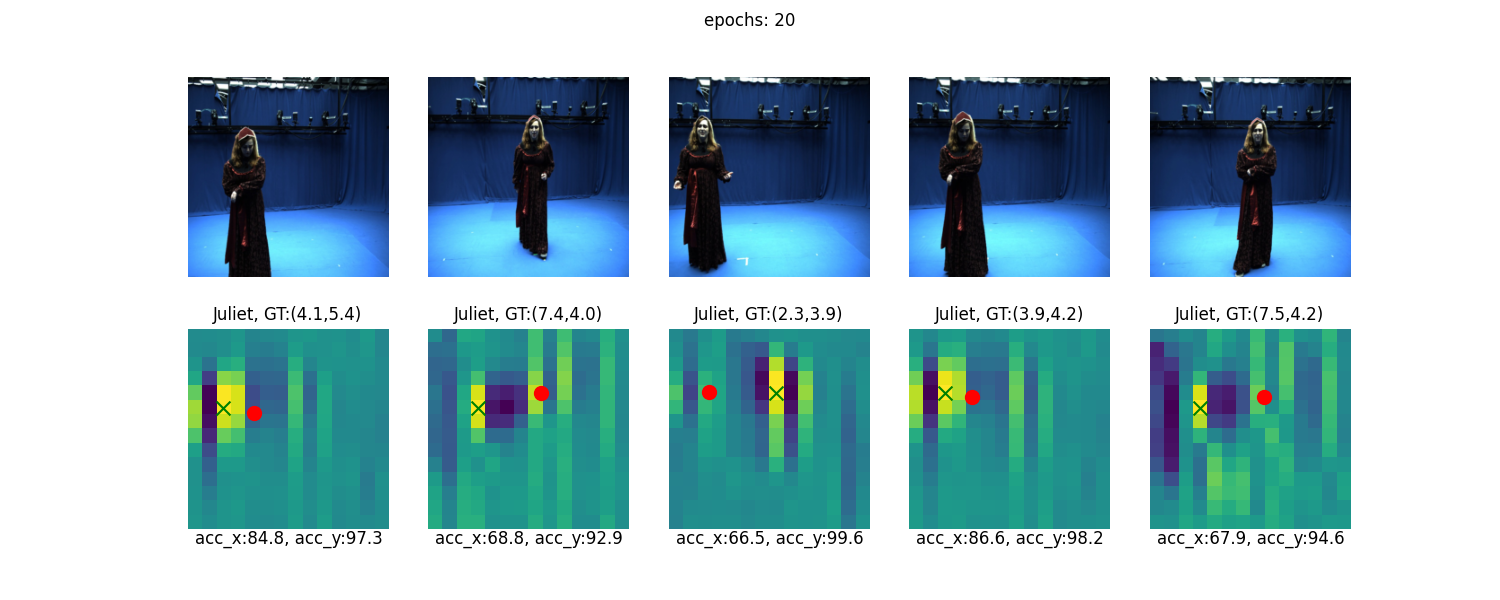 epochs: 20
Juliet, GT:(4.1,5.4)
Juliet, GT:(7.4,4.0)
Juliet, GT:(2.3,3.9)
Juliet, GT:(3.9,4.2)
Juliet, GT:(7.5,4.2)
acc_x:84.8, acc_y:97.3
acc_x:68.8, acc_y:92.9
acc_x:66.5, acc_y:99.6
acc_x:86.6, acc_y:98.2
acc_x:67.9, acc_y:94.6